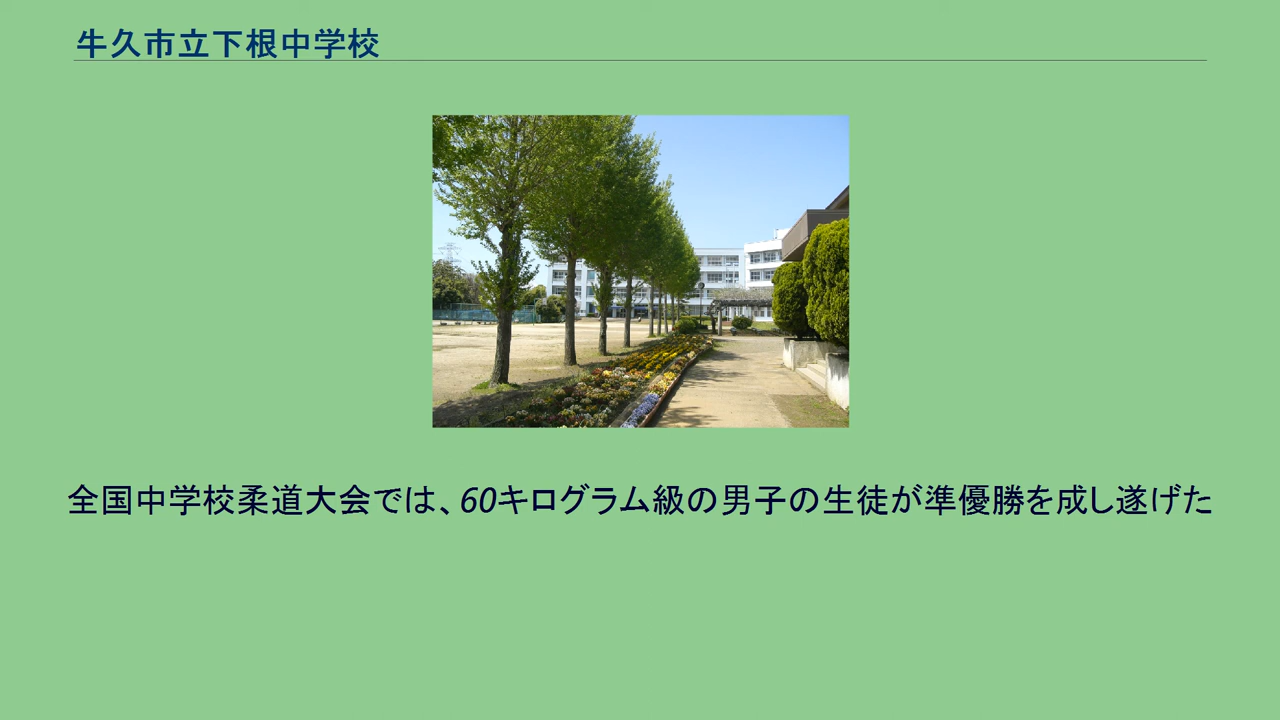 牛久市立下根中学校
全国中学校柔道大会では、60キログラム級の男子の生徒が準優勝を成し遂げた